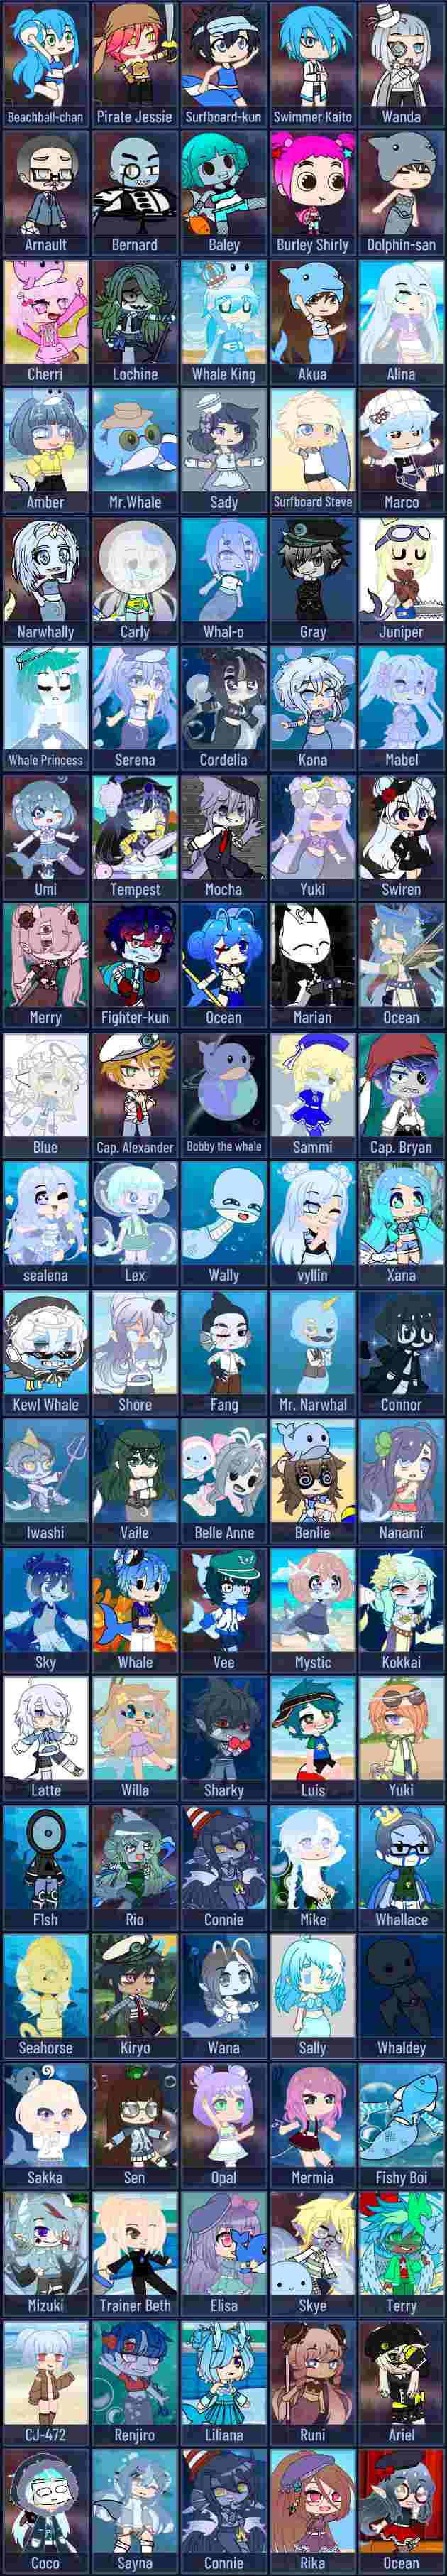 Beachball-chan
Pirate Jessie
Surfboard-kun
Swimmer Kaito
Wanda
Arnault
Bernard
Baley
Burley Shirly
Dolphin-san
Cherri
Lochine
Whale King
Akua
Alina
Amber
Mr.Whale
Sady
Surfboard Steve
Marco
Narwhally
Carly
Whal-o
Gray
Juniper
Whale Princess
Serena
Cordelia
Kana
Mabel
Umi
Tempest
Mocha
Yuki
Swiren
Merry
Fighter-kun
Ocean
Marian
Ocean
Blue
Cap. Alexander
Bobby the whale
Sammi
Cap. Bryan
sealena
Lex
Wally
vyllin
Xana
Kewl Whale
Shore
Fang
Mr. Narwhal
Connor
Iwashi
Vaile
Belle Anne
Benlie
Nanami
Sky
Whale
Vee
Mystic
Kokkai
Latte
Willa
Sharky
Luis
Yuki
F1sh
Rio
Connie
Mike
Whallace
Seahorse
Kiryo
Wana
Sally
Whaldey
Sakka
Sen
Opal
Mermia
Fishy Boi
Mizuki
Trainer Beth
Elisa
Skye
Terry
CJ-472
Renjiro
Liliana
Runi
Ariel
Coco
Sayna
Connie
Rika
Ocean